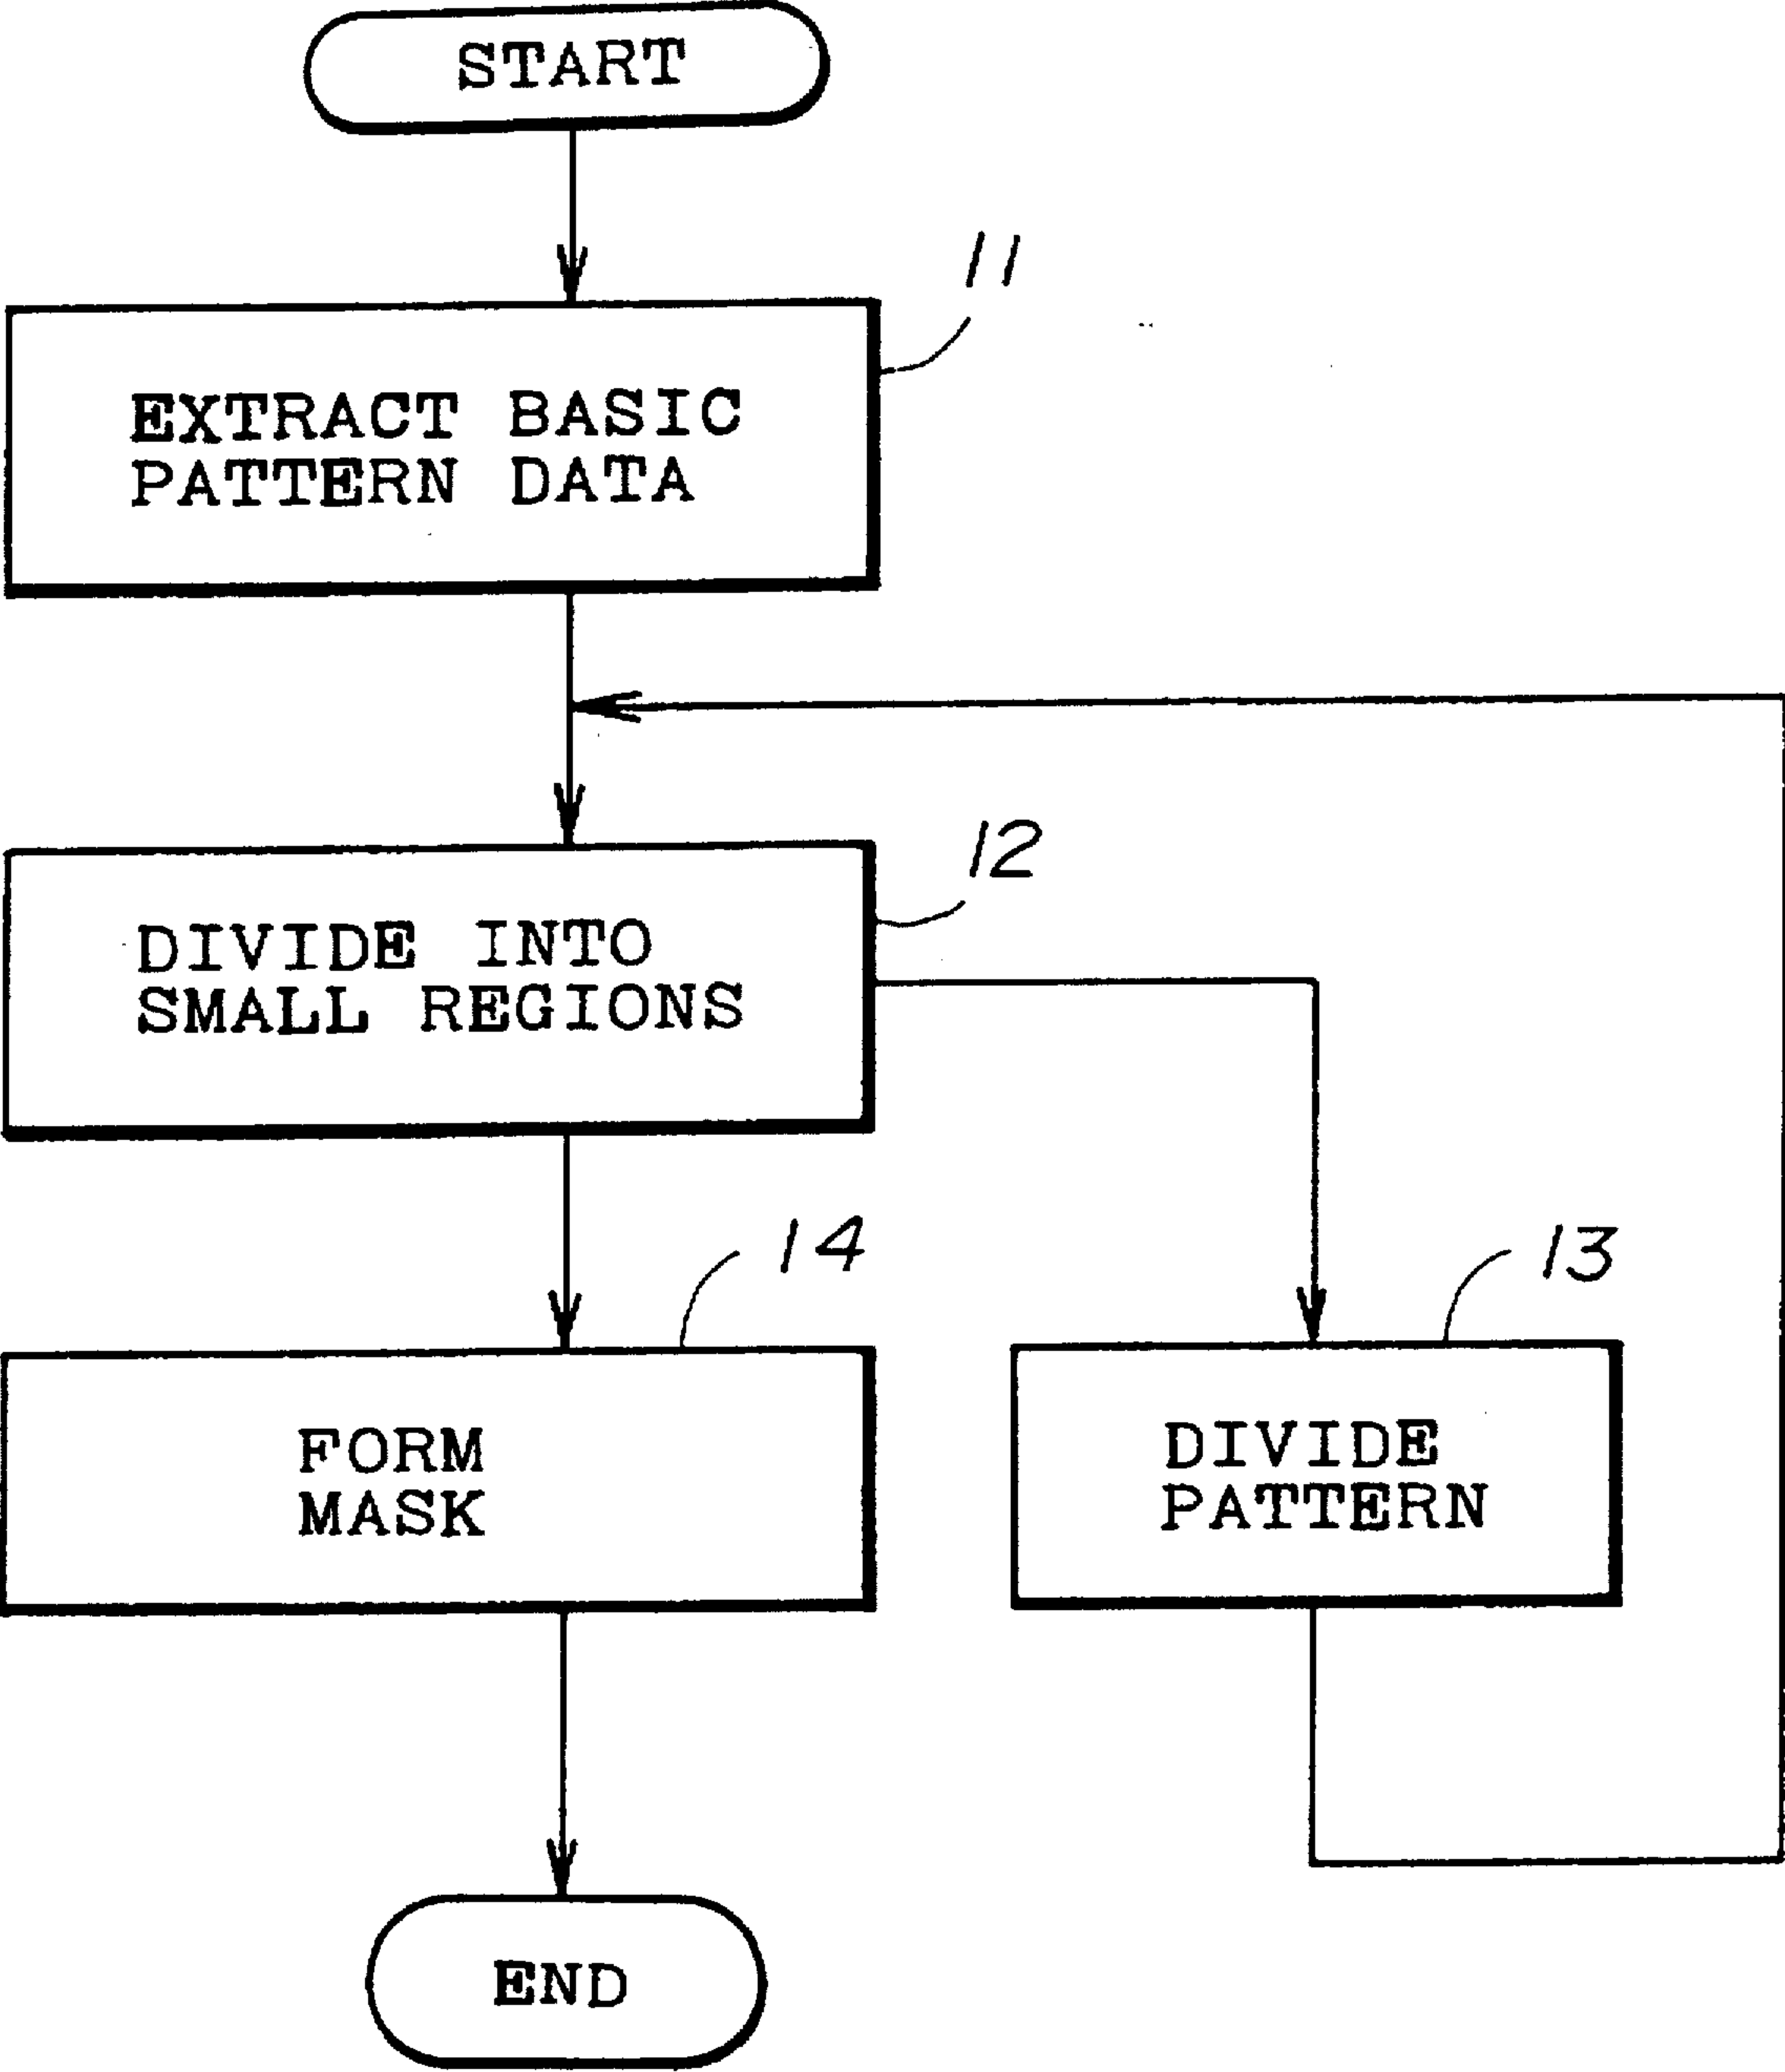 START
11
EXTRACT BASIC
PATTERN DATA
12
DIVIDE INTO
SMALL REGIONS
14
13
FORM
MASK
DIVIDE
PATTERN
END